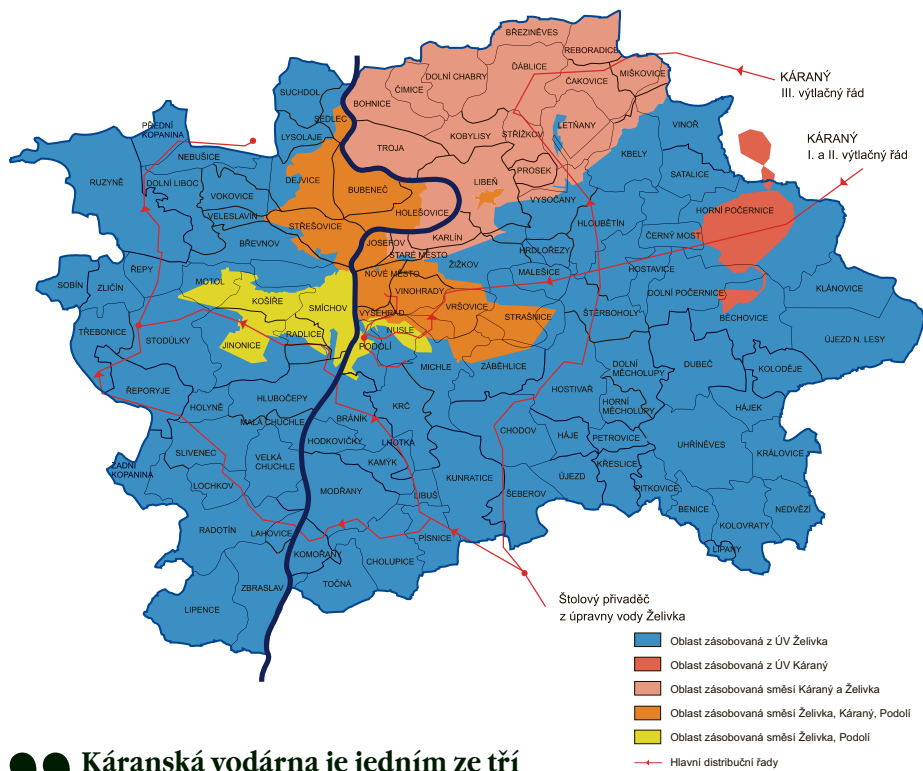 BŘEZINĚVES
REBORADICE
ĎÁBLICE
DOLNÍ CHABRY
MIŠKOVICE
ČAKOVICE
KÁRANÝ
III. výtlačný řád
SUCHDOL
ČIMICE
BOHNICE
SEDLEC
LETŇANY
PŘEDNÍ
KOPANINA
LYSOLAJE
KOBYLISY
STŘÍŽKOV
VINOŘ
KÁRANÝ
I. a II. výtlačný řád
TROJA
NEBUŠICE
KBELY
PROSEK
SATALICE
RUZYNĚ
DOLNÍ LIBOC
DEJVICE
LIBEŇ
BUBENEČ
VOKOVICE
VYSOČANY
HORNÍ POČERNICE
VELESLAVÍN
HOLEŠOVICE
HLOUBĚTÍN
STŘEŠOVICE
KARLÍN
ČERNÝ MOST
BŘEVNOV
JOSEFOV
STARÉ MĚSTO
HRDLOŘEZY
ŽIŽKOV
HOSTAVICE
ŘEPY
NOVÉ MĚSTO
MALEŠICE
SOBÍN
ZLIČÍN
MOTOL
VINOHRADY
DOLNÍ POČERNICE
KLÁNOVICE
KOŠÍŘE
SMÍCHOV
VRŠOVICE
ŠTĚRBOHOLY
VYŠEHRAD
STRAŠNICE
BĚCHOVICE
TŘEBONICE
STODŮLKY
RADLICE
NUSLE
JINONICE
PODOLÍ
ÚJEZD N. LESY
MICHLE
ZÁBĚHLICE
DOLNÍ
MĚCHOLUPY
DUBEČ
KOLODĚJE
ŘEPORYJE
HOSTIVAŘ
HLUBOČEPY
HOLYNĚ
KRČ
HORNÍ
MĚCHOLUPY
HÁJEK
MALÁ CHUCHLE
BRÁNÍK
CHODOV
HODKOVIČKY
LHOTKA
HÁJE
PETROVICE
UHŘÍNĚVES
SLIVENEC
VELKÁ
CHUCHLE
KRÁLOVICE
ZADNÍ
KOPANINA
KAMÝK
KŘESLICE
KUNRATICE
ÚJEZD
LOCHKOV
MODŘANY
PITKOVICE
ŠEBEROV
LIBUŠ
BENICE
NEDVĚZÍ
KOLOVRATY
RADOTÍN
LAHOVICE
PÍSNICE
LIPANY
KOMOŘANY
CHOLUPICE
TOČNÁ
ZBRASLAV
LIPENCE
Štolový přivaděč
z úpravny vody Želivka
Oblast zásobovaná z ÚV Želivka
Oblast zásobovaná z ÚV Káraný
Oblast zásobovaná směsí Káraný a Želivka
Oblast zásobovaná směsí Želivka, Káraný, Podolí
Oblast zásobovaná směsí Želivka, Podolí
Hlavní distribuční řady
Káranská vodárna je jedním ze tří